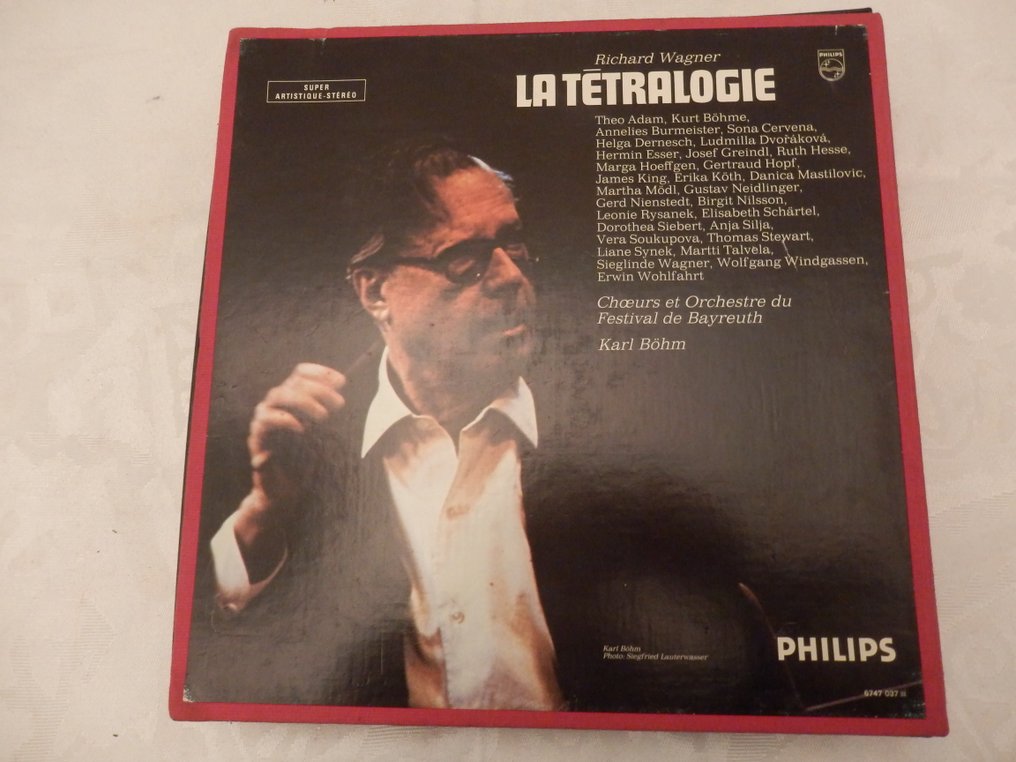 SUPER
ARTISTIQUE-STÉRÉO
Richard Wagner
PHILIPS
LA TÉTRALOGIE
Theo Adam, Kurt Böhme,
Annelies Burmeister, Sona Cervena,
Helga Dernesch, Ludmilla Dvořáková,
Hermin Esser, Josef Greindl, Ruth Hesse,
Marga Hoeffgen, Gertraud Hopf,
James King, Erika Köth, Danica Mastilovic,
Martha Mödl, Gustav Neidlinger,
Gerd Nienstedt, Birgit Nilsson,
Leonie Rysanek, Elisabeth Schärtel,
Dorothea Siebert, Anja Silja,
Vera Soukupova, Thomas Stewart,
Liane Synek, Martti Talvela,
Sieglinde Wagner, Wolfgang Windgassen,
Erwin Wohlfahrt
Chœurs et Orchestre du
Festival de Bayreuth
Karl Böhm
Karl Böhm
Photo: Siegfried Lauterwasser
PHILIPS
6747 037